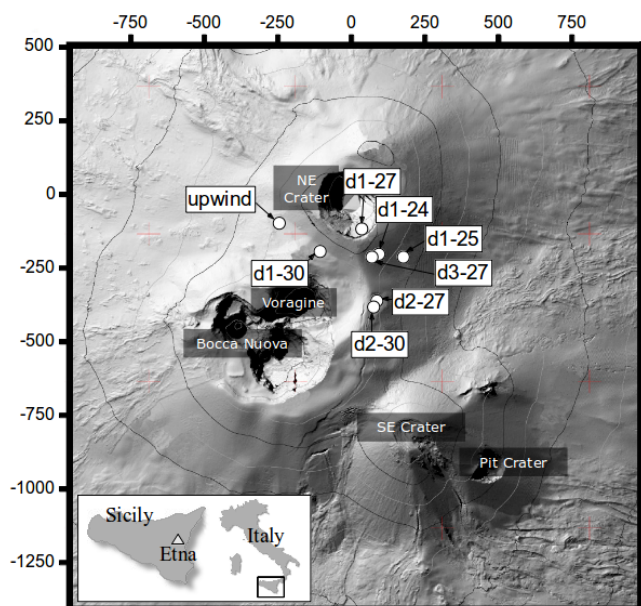 -750 -500 -250 0 250 500 750
500
250
0
-250
-500
-750
-1000
-1250
NE
Crater
d1-27
d1-24
upwind
d1-25
d1-30
d3-27
Voragine
d2-27
Bocca Nuova
d2-30
SE Crater
Pit Crater
Sicily
Etna
Italy